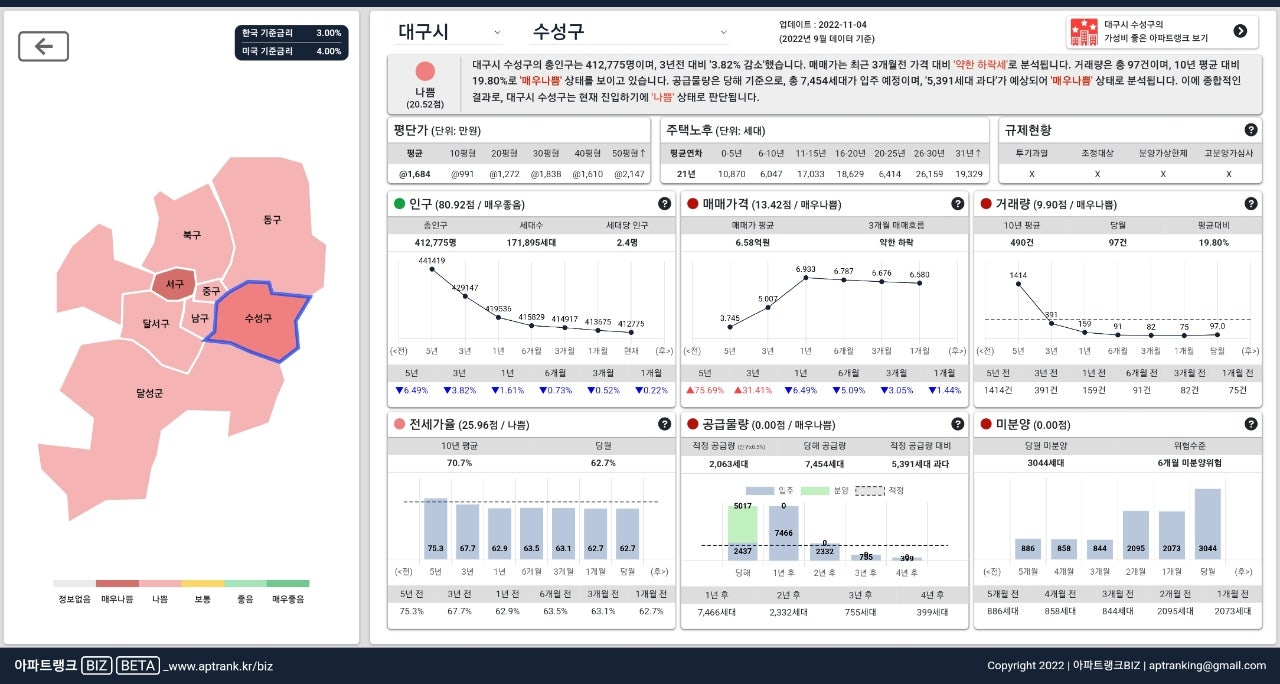 한국 기준금리 3.00%
미국 기준금리 4.00%
동구
북구
서구
중구
남구
달서구
수성구
달성군
정보없음 매우나쁨 나쁨 보통 좋음 매우좋음
대구시 수성구
업데이트 : 2022-11-04
(2022년 9월 데이터 기준)
대구시 수성구의
가성비 좋은 아파트랭크 보기
나쁨
(20.52점)
대구시 수성구의 총인구는 412,775명이며, 3년전 대비 '3.82% 감소'했습니다. 매매가는 최근 3개월전 가격 대비 '약한 하락세'로 분석됩니다. 거래량은 총 97건이며, 10년 평균 대비
19.80%로 '매우나쁨' 상태를 보이고 있습니다. 공급물량은 당해 기준으로, 총 7,454세대가 입주 예정이며, '5,391세대 과다'가 예상되어 '매우나쁨' 상태로 분석됩니다. 이에 종합적인
결과로, 대구시 수성구는 현재 진입하기에 '나쁨' 상태로 판단됩니다.
평단가 (단위: 만원)
평균 10평형 20평형 30평형 40평형 50평형↑
@1,684 @991 @1,272 @1,838 @1,610 @2,147
주택노후 (단위: 세대)
평균연차 0-5년 6-10년 11-15년 16-20년 20-25년 26-30년 31년↑
21년 10,870 6,047 17,033 18,629 6,414 26,159 19,329
규제현황 ?
투기과열 조정대상 분양가상한제 고분양가심사
X X X X
인구 (80.92점 / 매우좋음) ?
총인구 세대수 세대당 인구
412,775명 171,895세대 2.4명
441419
429147
419536
415829
414917
413675
412775
(<전) 5년 3년 1년 6개월 3개월 1개월 현재 (후>)
5년 3년 1년 6개월 3개월 1개월
▼6.49% ▼3.82% ▼1.61% ▼0.73% ▼0.52% ▼0.22%
매매가격 (13.42점 / 매우나쁨) ?
매매가 평균 3개월 매매흐름
6.58억원 약한 하락
3.745
5.007
6.933
6.787
6.676
6.580
(<전) 5년 3년 1년 6개월 3개월 1개월 (후>)
5년 3년 1년 6개월 3개월 1개월
▲75.69% ▲31.41% ▼6.49% ▼5.09% ▼3.05% ▼1.44%
거래량 (9.90점 / 매우나쁨) ?
10년 평균 당월 평균대비
490건 97건 19.80%
1414
391
159
91
82
75
97.0
(<전) 5년 3년 1년 6개월 3개월 1개월 당월 (후>)
5년 전 3년 전 1년 전 6개월 전 3개월 전 1개월 전
1414건 391건 159건 91건 82건 75건
전세가율 (25.96점 / 나쁨) ?
10년 평균 당월
70.7% 62.7%
75.3 67.7 62.9 63.5 63.1 62.7 62.7
(<전) 5년 3년 1년 6개월 3개월 1개월 당월 (후>)
5년 전 3년 전 1년 전 6개월 전 3개월 전 1개월 전
75.3% 67.7% 62.9% 63.5% 63.1% 62.7%
공급물량 (0.00점 / 매우나쁨) ?
적정 공급량 당해 공급량 적정 공급량 대비
2,063세대 7,454세대 5,391세대 과다
입주 분양 적정
5017 0
7466
2437 2332 0
755 0
399 0
당해 1년 후 2년 후 3년 후 4년 후
1년 후 2년 후 3년 후 4년 후
7,466세대 2,332세대 755세대 399세대
미분양 (0.00점) ?
당월 미분양 위험수준
3044세대 6개월 미분양위험
886 858 844 2095 2073 3044
(<전) 5개월 4개월 3개월 2개월 1개월 당월 (후>)
5개월 전 4개월 전 3개월 전 2개월 전 1개월 전
886세대 858세대 844세대 2095세대 2073세대
아파트랭크 BIZ BETA _www.aptrank.kr/biz
Copyright 2022 | 아파트랭크BIZ | aptranking@gmail.com